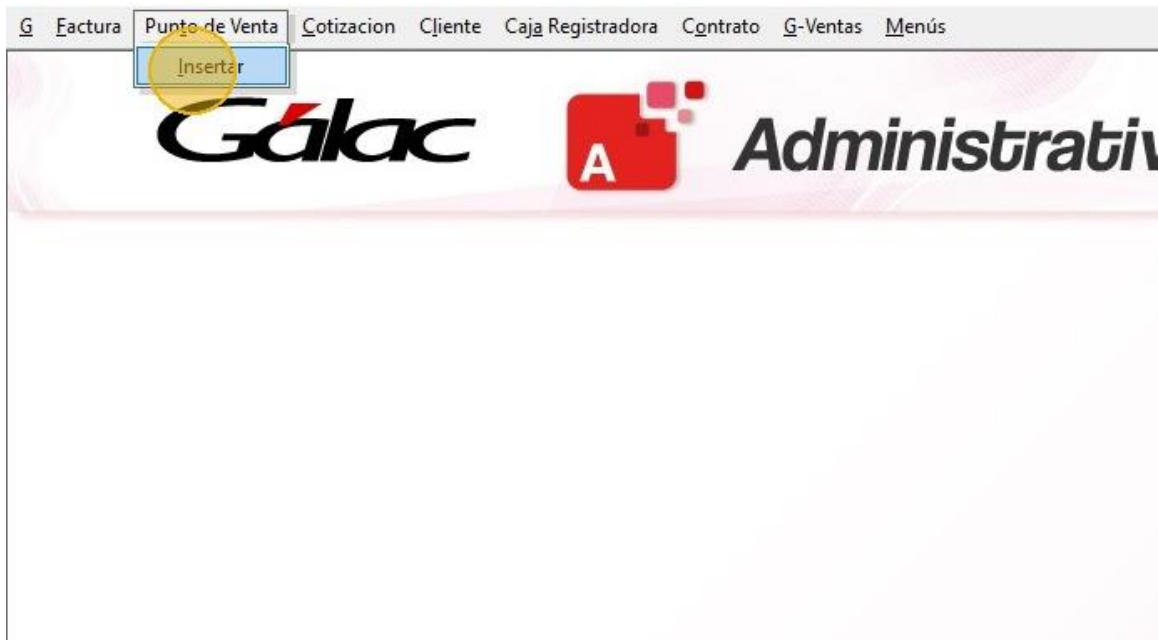 G Factura Punto de Venta Cotizacion Cliente Caja Registradora Contrato G-Ventas Menús
Insertar
Gálac A Administrativ